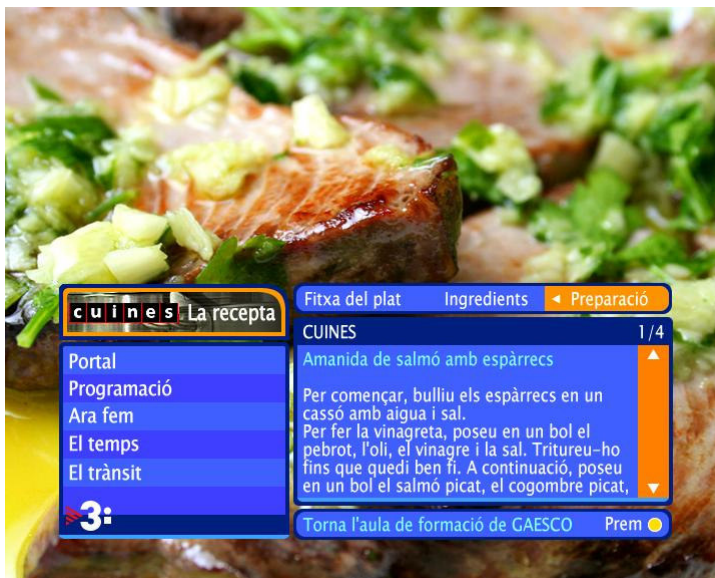 cuines. La recepta
Portal
Programació
Ara fem
El temps
El trànsit
3:
Fitxa del plat Ingredients Preparació
CUINES 1/4
Amanida de salmó amb espàrrecs
Per començar, bulliu els espàrrecs en un
cassó amb aigua i sal.
Per fer la vinagreta, poseu en un bol el
pebrot, l'oli, el vinagre i la sal. Tritureu-ho
fins que quedi ben fi. A continuació, poseu
en un bol el salmó picat, el cogombre picat,
Torna l'aula de formació de GAESCO Prem